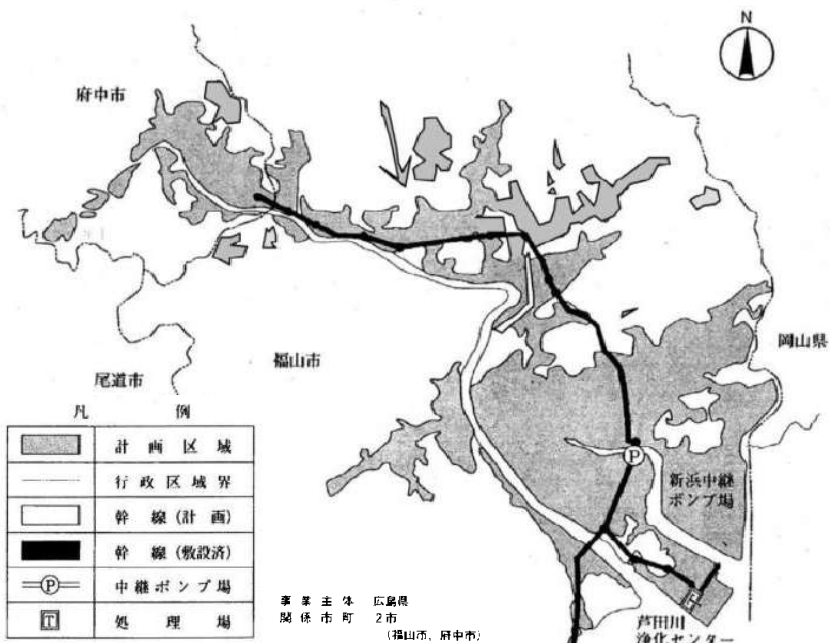 N
府中市
岡山県
福山市
尾道市
凡例
計画区域
行政区域界
幹線(計画)
幹線(敷設済)
P 中継ポンプ場
T 処理場
P
新浜中継
ポンプ場
T
芦田川
浄化センター
事業主体 広島県
関係市町 2市
(福山市、府中市)